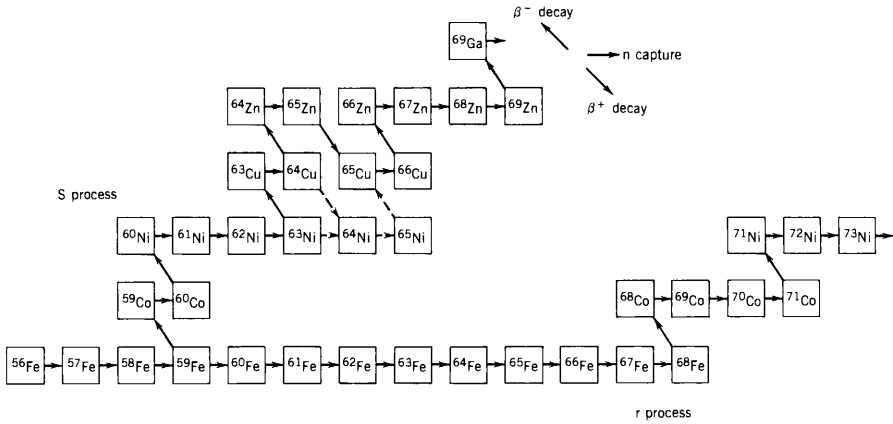 β⁻ decay
⁶⁹Ga
n capture
⁶⁴Zn ⁶⁵Zn ⁶⁶Zn ⁶⁷Zn ⁶⁸Zn ⁶⁹Zn
β⁺ decay
⁶³Cu ⁶⁴Cu ⁶⁵Cu ⁶⁶Cu
S process
⁶⁰Ni ⁶¹Ni ⁶²Ni ⁶³Ni ⁶⁴Ni ⁶⁵Ni ⁷¹Ni ⁷²Ni ⁷³Ni
⁵⁹Co ⁶⁰Co ⁶⁸Co ⁶⁹Co ⁷⁰Co ⁷¹Co
⁵⁶Fe ⁵⁷Fe ⁵⁸Fe ⁵⁹Fe ⁶⁰Fe ⁶¹Fe ⁶²Fe ⁶³Fe ⁶⁴Fe ⁶⁵Fe ⁶⁶Fe ⁶⁷Fe ⁶⁸Fe
r process